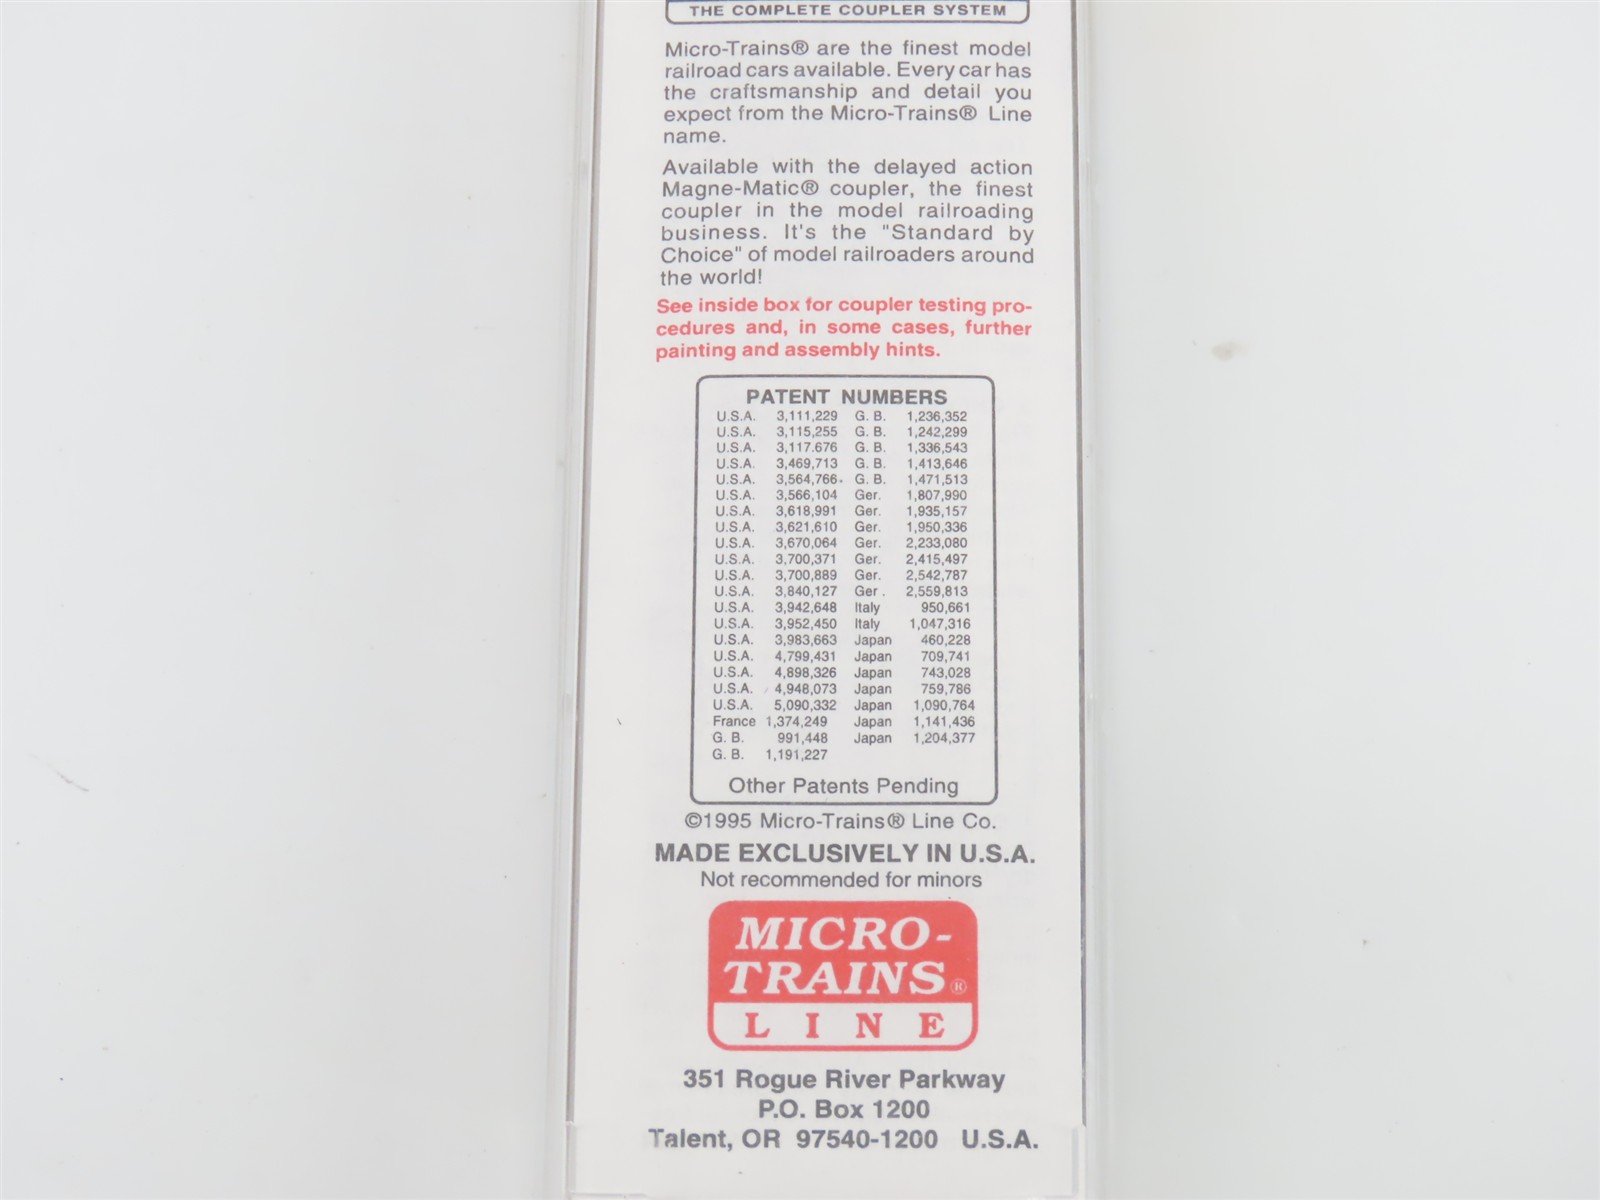 THE COMPLETE COUPLER SYSTEM
Micro-Trains® are the finest model
railroad cars available. Every car has
the craftsmanship and detail you
expect from the Micro-Trains® Line
name.
Available with the delayed action
Magne-Matic® coupler, the finest
coupler in the model railroading
business. It's the "Standard by
Choice" of model railroaders around
the world!
See inside box for coupler testing pro-
cedures and, in some cases, further
painting and assembly hints.
PATENT NUMBERS
U.S.A. 3,111,229 G. B. 1,236,352
U.S.A. 3,115,255 G. B. 1,242,299
U.S.A. 3,117.676 G. B. 1,336,543
U.S.A. 3,469,713 G. B. 1,413,646
U.S.A. 3,564,766 G. B. 1,471,513
U.S.A. 3,566,104 Ger. 1,807,990
U.S.A. 3,618,991 Ger. 1,935,157
U.S.A. 3,621,610 Ger. 1,950,336
U.S.A. 3,670,064 Ger. 2,233,080
U.S.A. 3,700,371 Ger. 2,415,497
U.S.A. 3,700,889 Ger. 2,542,787
U.S.A. 3,840,127 Ger . 2,559,813
U.S.A. 3,942,648 Italy 950,661
U.S.A. 3,952,450 Italy 1,047,316
U.S.A. 3,983,663 Japan 460,228
U.S.A. 4,799,431 Japan 709,741
U.S.A. 4,898,326 Japan 743,028
U.S.A. 4,948,073 Japan 759,786
U.S.A. 5,090,332 Japan 1,090,764
France 1,374,249 Japan 1,141,436
G. B. 991,448 Japan 1,204,377
G. B. 1,191,227
Other Patents Pending
©1995 Micro-Trains® Line Co.
MADE EXCLUSIVELY IN U.S.A.
Not recommended for minors
MICRO-
TRAINS®
LINE
351 Rogue River Parkway
P.O. Box 1200
Talent, OR 97540-1200 U.S.A.